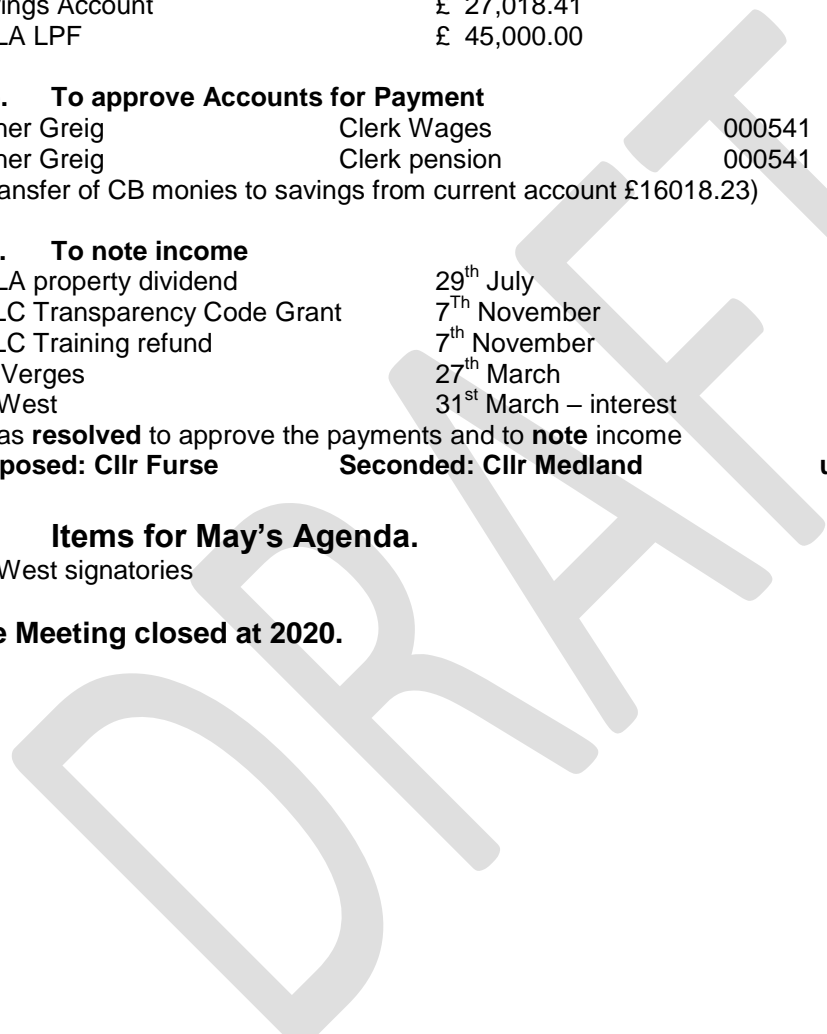 ings Account £ 27,018.41
LA LPF £ 45,000.00
. To approve Accounts for Payment
her Greig Clerk Wages 000541
her Greig Clerk pension 000541
ansfer of CB monies to savings from current account £16018.23)
. To note income
LA property dividend 29th July
LC Transparency Code Grant 7Th November
LC Training refund 7th November
Verges 27th March
West 31st March – interest
as resolved to approve the payments and to note income
posed: Cllr Furse Seconded: Cllr Medland u
Items for May's Agenda.
West signatories
e Meeting closed at 2020.
DRAFT